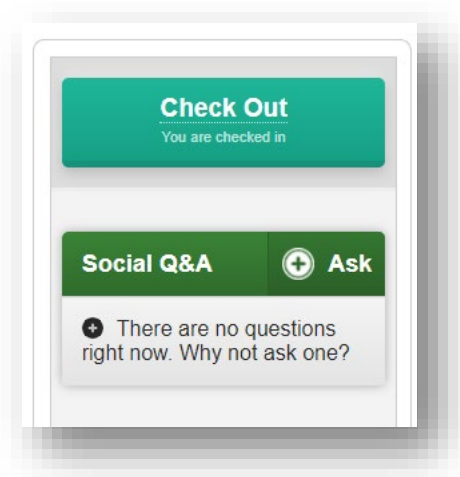 Check Out
You are checked in
Social Q&A
Ask
There are no questions
right now. Why not ask one?